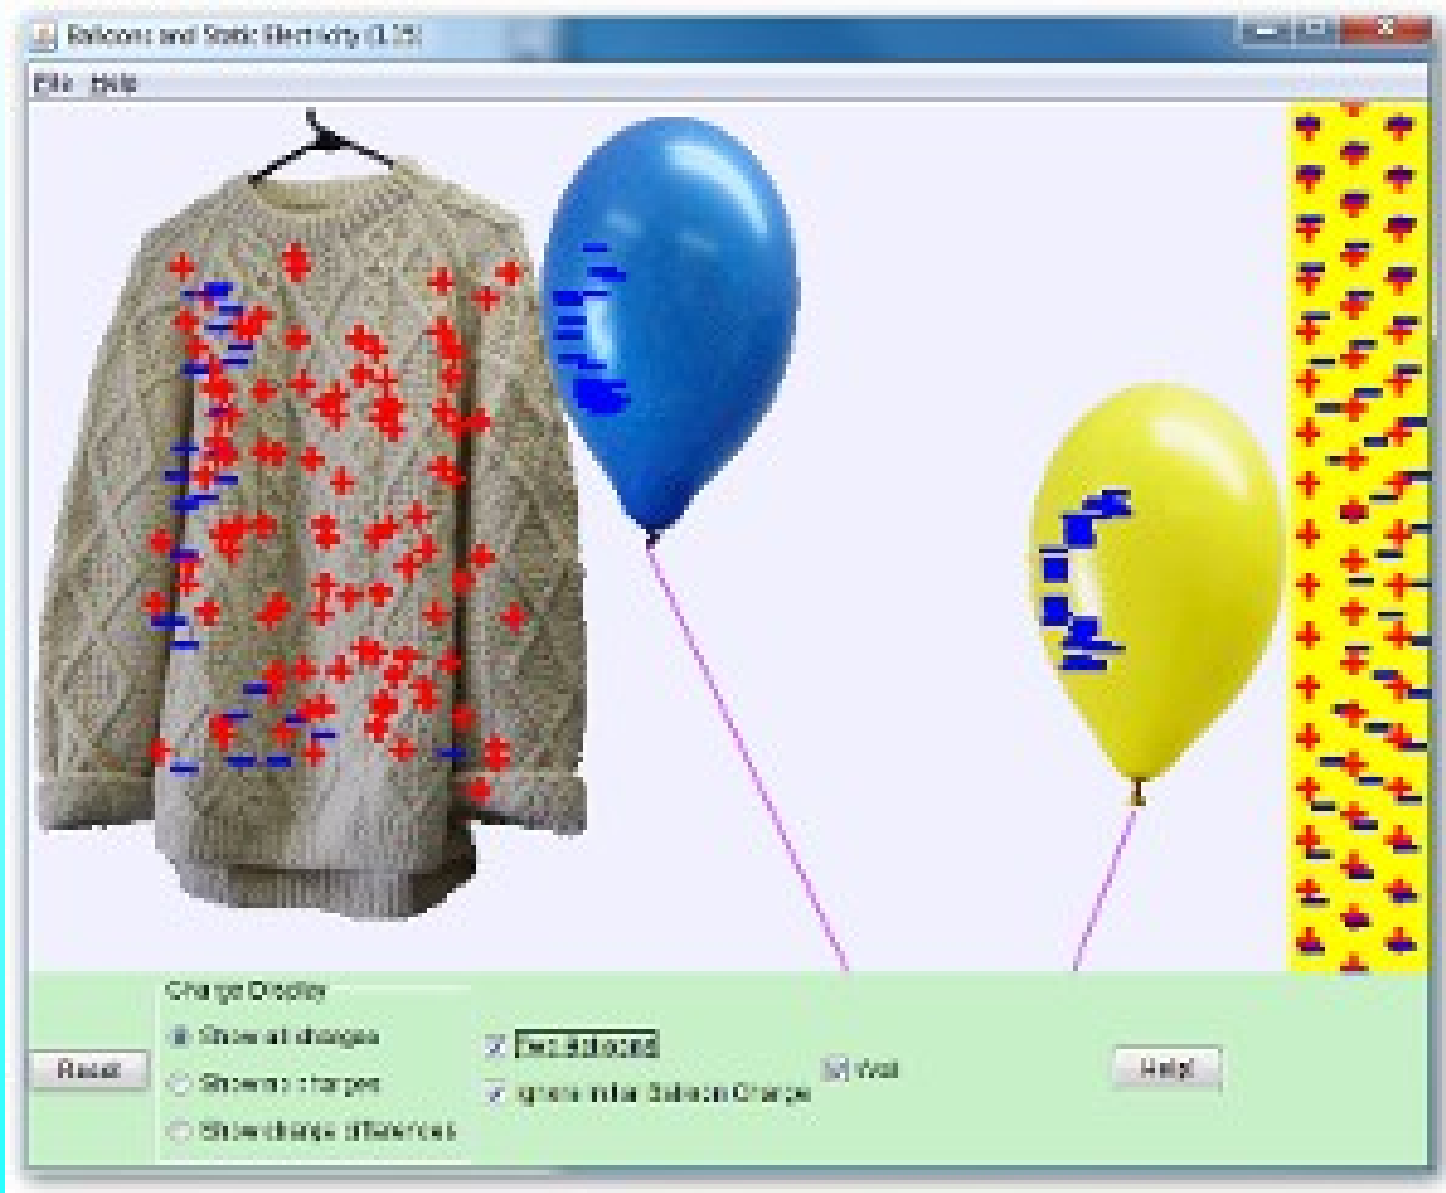 Balloons and Static Electricity (1.05)
File Help
Charge Display
Show all charges
Show no charges
Show charge differences
Reset
Two Balloons
Ignore Initial Balloon Charge
Wall
Help!